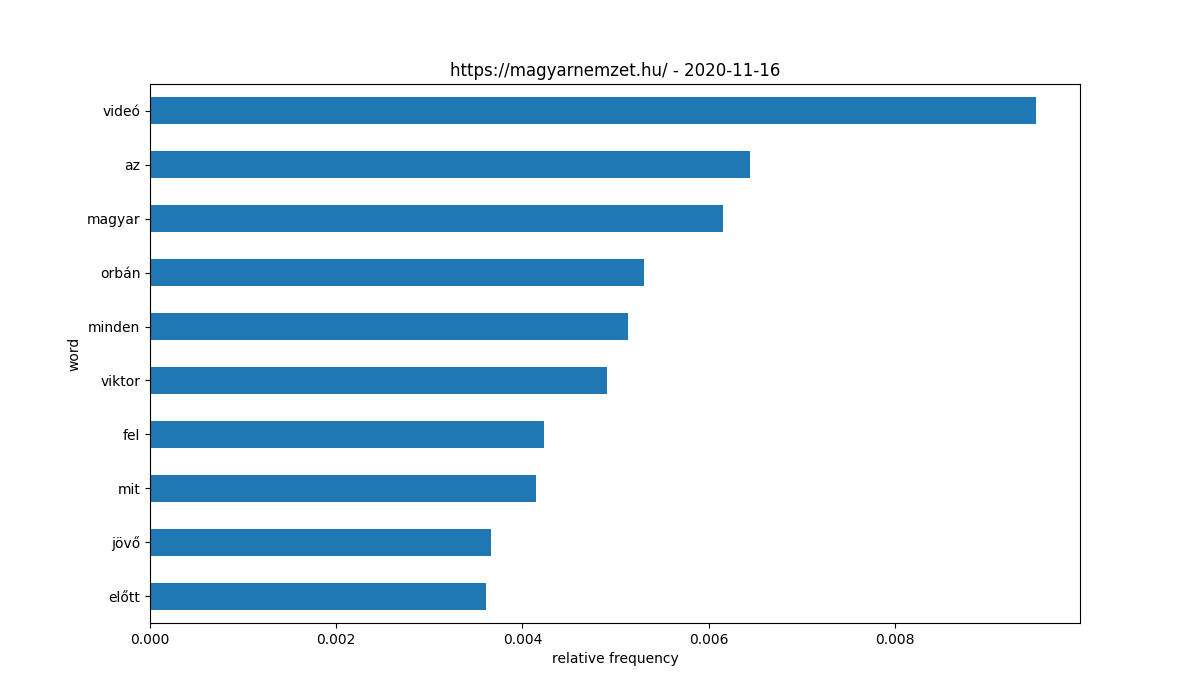 https://magyarnemzet.hu/ - 2020-11-16
videó
az
magyar
orbán
minden
viktor
fel
mit
jövő
előtt
word
0.000 0.002 0.004 0.006 0.008
relative frequency